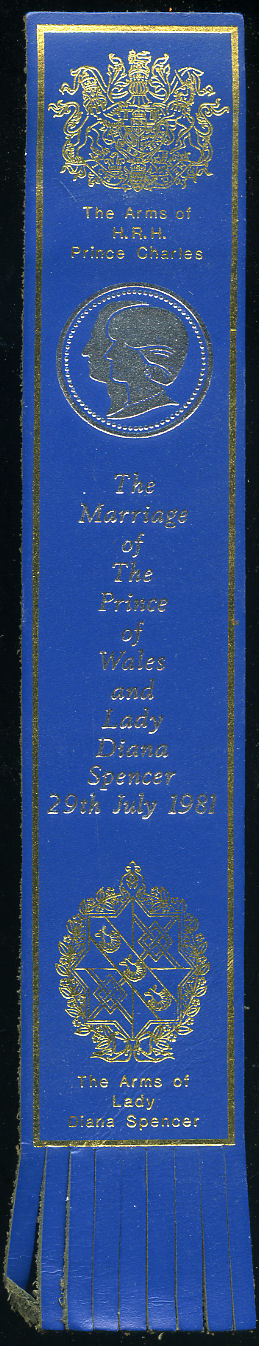 The Arms of
H.R.H.
Prince Charles
The
Marriage
of
The
Prince
of
Wales
and
Lady
Diana
Spencer
29th July 1981
The Arms of
Lady
Diana Spencer